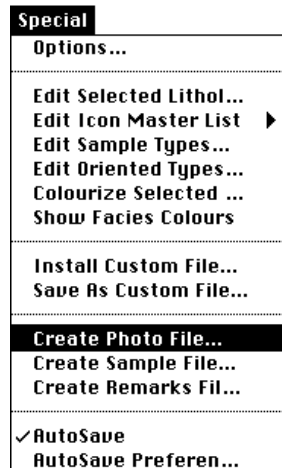 Special
Options...
Edit Selected Lithol...
Edit Icon Master List
Edit Sample Types...
Edit Oriented Types...
Colourize Selected ...
Show Facies Colours
Install Custom File...
Save As Custom File...
Create Photo File...
Create Sample File...
Create Remarks Fil...
✓AutoSave
AutoSave Preferen...